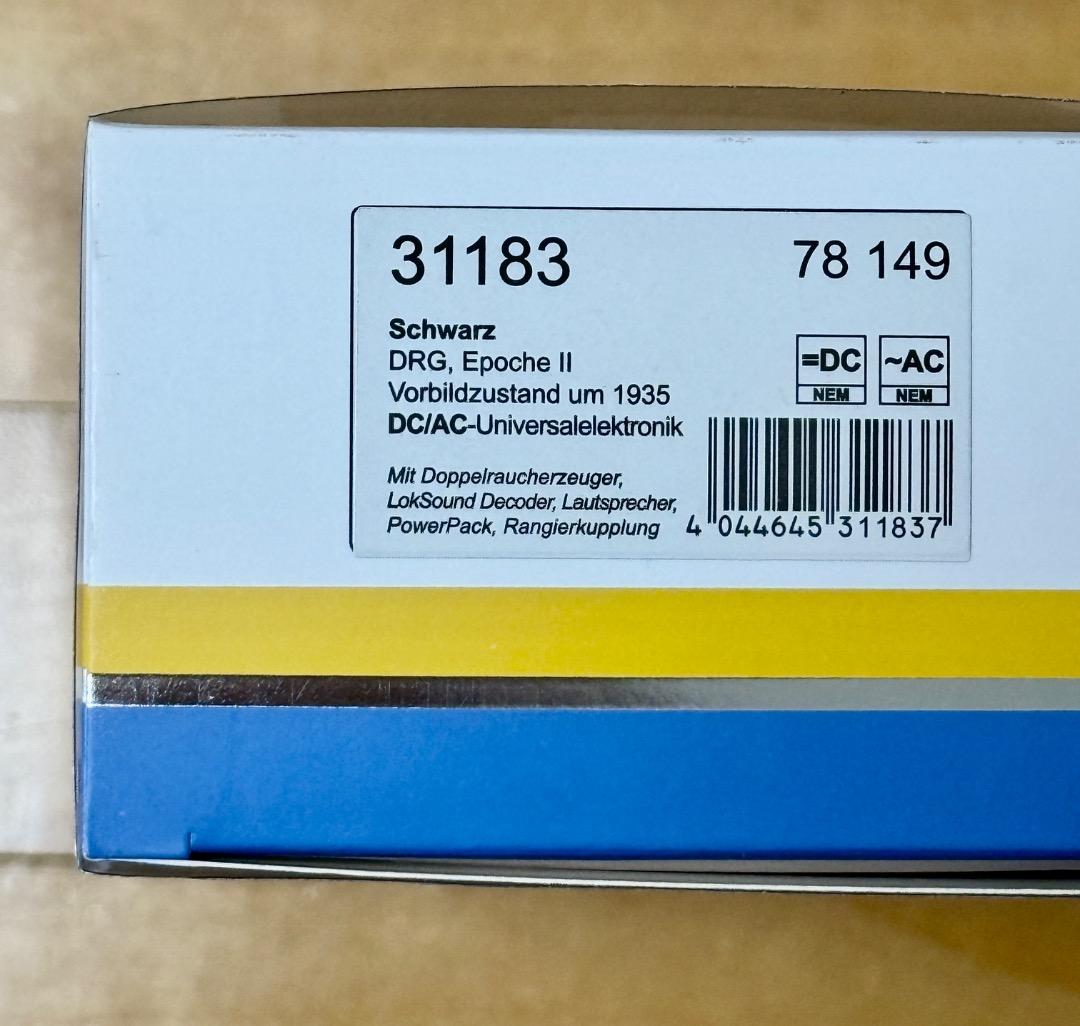 31183 78 149
Schwarz
DRG, Epoche II
Vorbildzustand um 1935
DC/AC-Universalelektronik
=DC ~AC
NEM NEM
Mit Doppelraucherzeuger,
LokSound Decoder, Lautsprecher,
PowerPack, Rangierkupplung
4 044645 311837